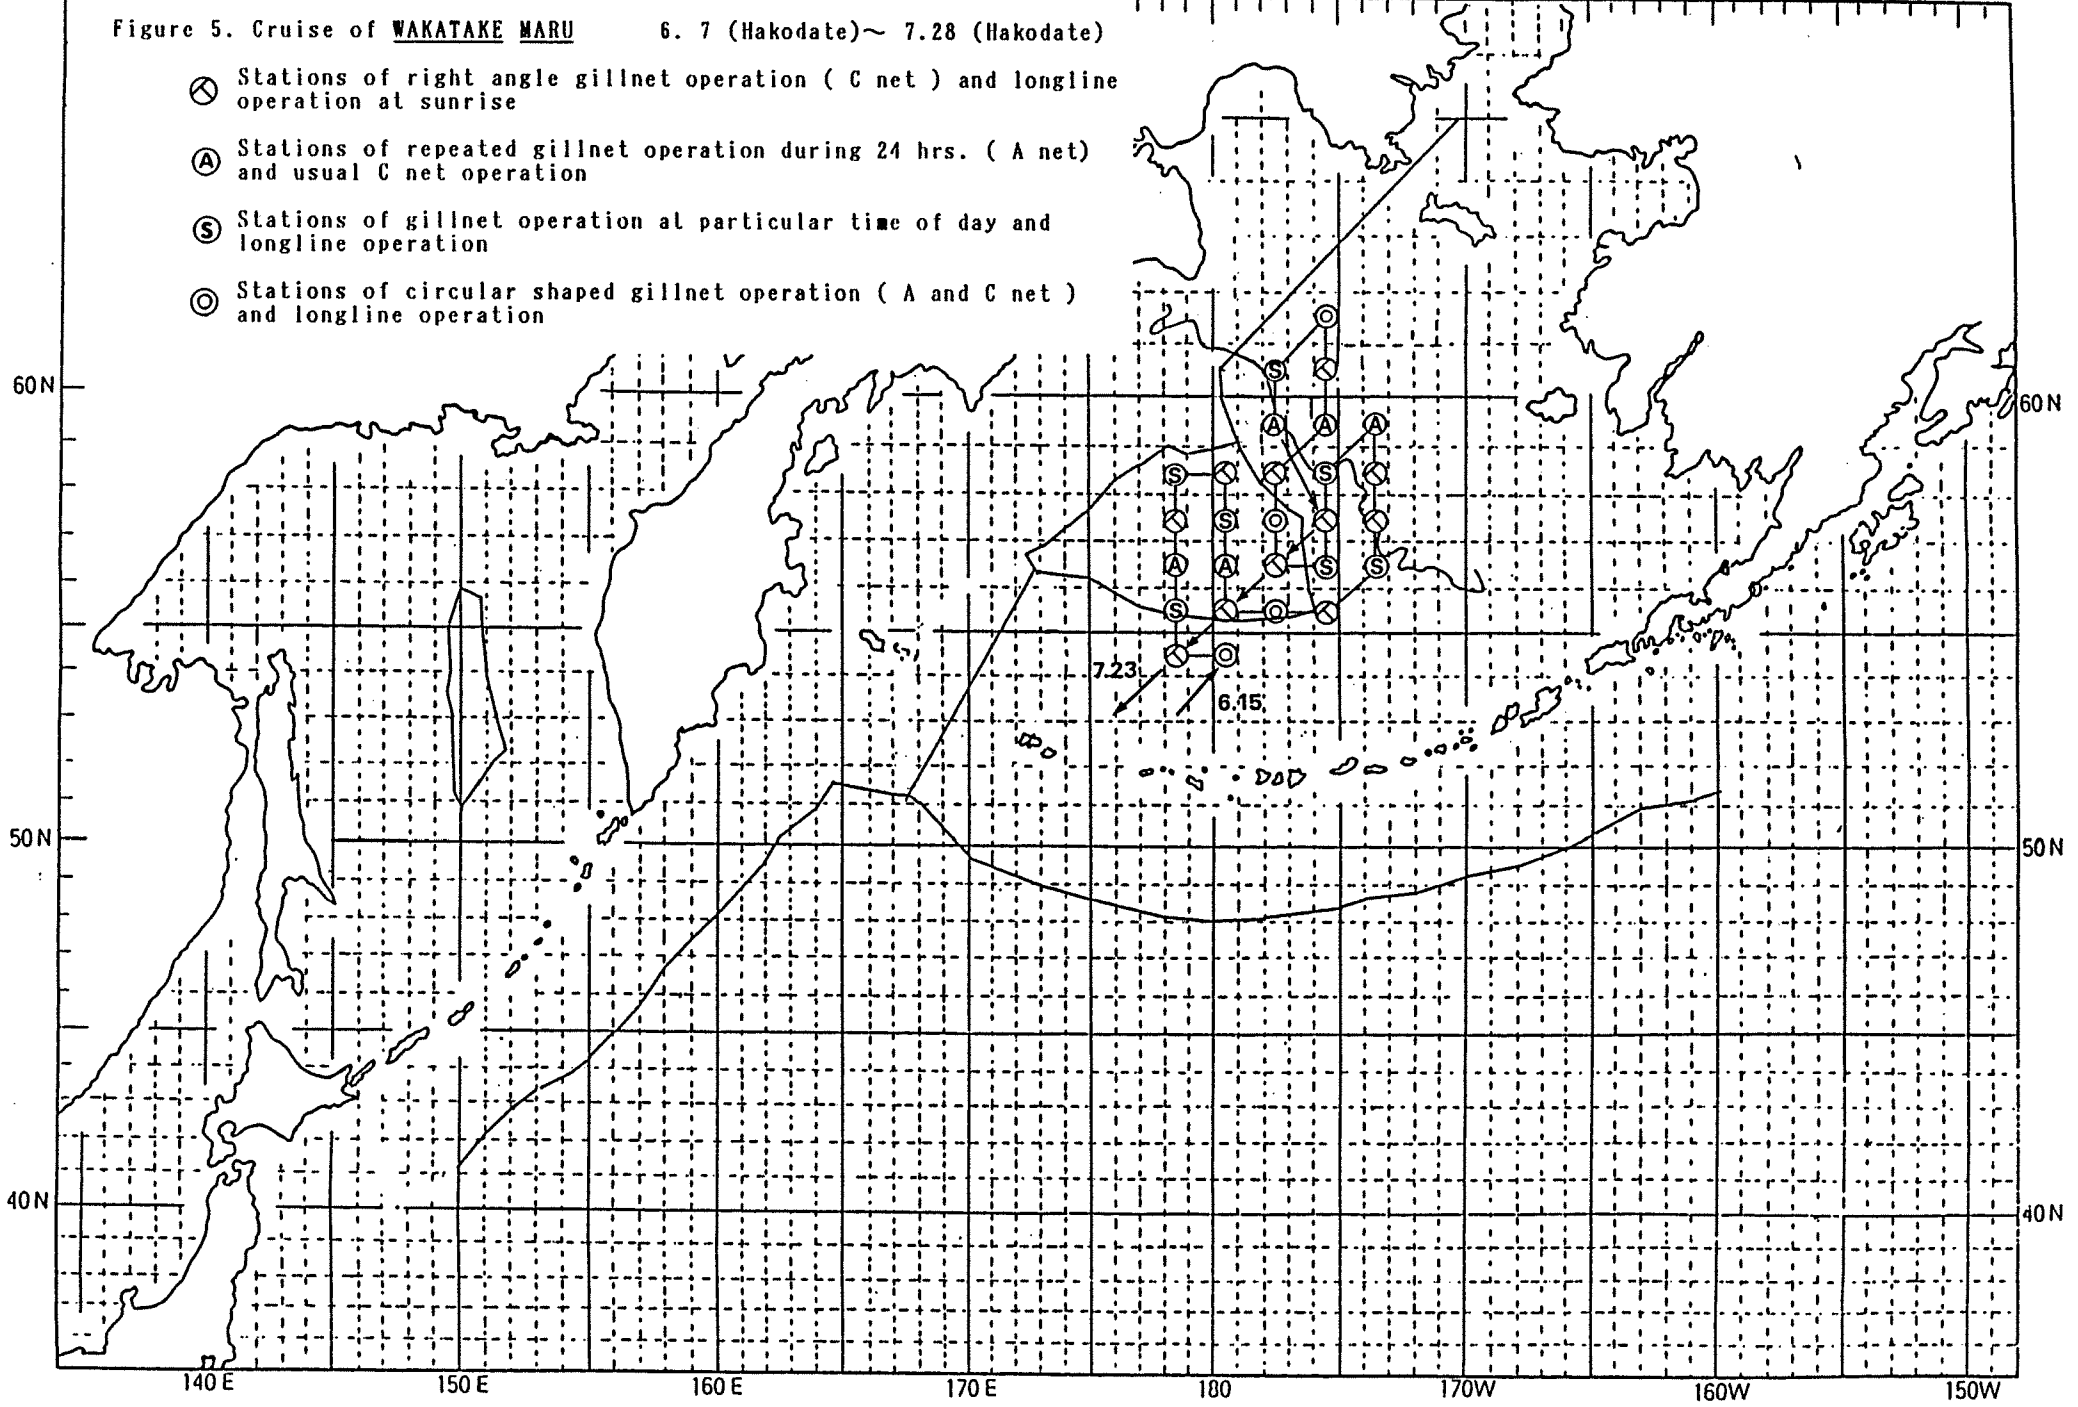 Figure 5. Cruise of WAKATAKE MARU 6. 7 (Hakodate)~ 7.28 (Hakodate)
Stations of right angle gillnet operation ( C net ) and longline
operation at sunrise
A Stations of repeated gillnet operation during 24 hrs. ( A net)
and usual C net operation
S Stations of gillnet operation at particular time of day and
longline operation
◎ Stations of circular shaped gillnet operation ( A and C net )
and longline operation
60N
60N
S
A
A
A
S
S
S
A
A
S
S
S
7.23
6.15
50N
50N
40N
40N
140 E
150 E
160 E
170 E
180
170W
160W
150W